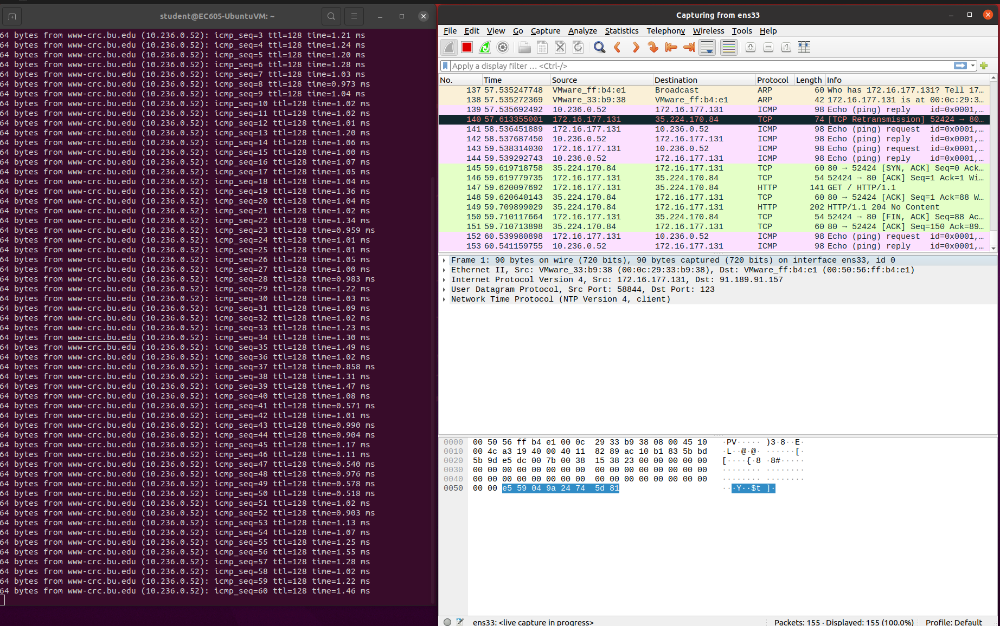 student@EC605-UbuntuVM: ~
64 bytes from www-crc.bu.edu (10.236.0.52): icmp_seq=3 ttl=128 time=1.21 ms
64 bytes from www-crc.bu.edu (10.236.0.52): icmp_seq=4 ttl=128 time=1.24 ms
64 bytes from www-crc.bu.edu (10.236.0.52): icmp_seq=5 ttl=128 time=1.20 ms
64 bytes from www-crc.bu.edu (10.236.0.52): icmp_seq=6 ttl=128 time=1.28 ms
64 bytes from www-crc.bu.edu (10.236.0.52): icmp_seq=7 ttl=128 time=1.03 ms
64 bytes from www-crc.bu.edu (10.236.0.52): icmp_seq=8 ttl=128 time=0.973 ms
64 bytes from www-crc.bu.edu (10.236.0.52): icmp_seq=9 ttl=128 time=1.04 ms
64 bytes from www-crc.bu.edu (10.236.0.52): icmp_seq=10 ttl=128 time=1.02 ms
64 bytes from www-crc.bu.edu (10.236.0.52): icmp_seq=11 ttl=128 time=1.02 ms
64 bytes from www-crc.bu.edu (10.236.0.52): icmp_seq=12 ttl=128 time=1.01 ms
64 bytes from www-crc.bu.edu (10.236.0.52): icmp_seq=13 ttl=128 time=1.20 ms
64 bytes from www-crc.bu.edu (10.236.0.52): icmp_seq=14 ttl=128 time=1.06 ms
64 bytes from www-crc.bu.edu (10.236.0.52): icmp_seq=15 ttl=128 time=1.00 ms
64 bytes from www-crc.bu.edu (10.236.0.52): icmp_seq=16 ttl=128 time=1.07 ms
64 bytes from www-crc.bu.edu (10.236.0.52): icmp_seq=17 ttl=128 time=1.05 ms
64 bytes from www-crc.bu.edu (10.236.0.52): icmp_seq=18 ttl=128 time=1.04 ms
64 bytes from www-crc.bu.edu (10.236.0.52): icmp_seq=19 ttl=128 time=1.36 ms
64 bytes from www-crc.bu.edu (10.236.0.52): icmp_seq=20 ttl=128 time=1.04 ms
64 bytes from www-crc.bu.edu (10.236.0.52): icmp_seq=21 ttl=128 time=1.02 ms
64 bytes from www-crc.bu.edu (10.236.0.52): icmp_seq=22 ttl=128 time=1.34 ms
64 bytes from www-crc.bu.edu (10.236.0.52): icmp_seq=23 ttl=128 time=0.959 ms
64 bytes from www-crc.bu.edu (10.236.0.52): icmp_seq=24 ttl=128 time=1.01 ms
64 bytes from www-crc.bu.edu (10.236.0.52): icmp_seq=25 ttl=128 time=1.01 ms
64 bytes from www-crc.bu.edu (10.236.0.52): icmp_seq=26 ttl=128 time=1.05 ms
64 bytes from www-crc.bu.edu (10.236.0.52): icmp_seq=27 ttl=128 time=1.00 ms
64 bytes from www-crc.bu.edu (10.236.0.52): icmp_seq=28 ttl=128 time=0.983 ms
64 bytes from www-crc.bu.edu (10.236.0.52): icmp_seq=29 ttl=128 time=1.22 ms
64 bytes from www-crc.bu.edu (10.236.0.52): icmp_seq=30 ttl=128 time=1.03 ms
64 bytes from www-crc.bu.edu (10.236.0.52): icmp_seq=31 ttl=128 time=1.09 ms
64 bytes from www-crc.bu.edu (10.236.0.52): icmp_seq=32 ttl=128 time=1.02 ms
64 bytes from www-crc.bu.edu (10.236.0.52): icmp_seq=33 ttl=128 time=1.23 ms
64 bytes from www-crc.bu.edu (10.236.0.52): icmp_seq=34 ttl=128 time=1.30 ms
64 bytes from www-crc.bu.edu (10.236.0.52): icmp_seq=35 ttl=128 time=1.49 ms
64 bytes from www-crc.bu.edu (10.236.0.52): icmp_seq=36 ttl=128 time=1.02 ms
64 bytes from www-crc.bu.edu (10.236.0.52): icmp_seq=37 ttl=128 time=0.858 ms
64 bytes from www-crc.bu.edu (10.236.0.52): icmp_seq=38 ttl=128 time=1.31 ms
64 bytes from www-crc.bu.edu (10.236.0.52): icmp_seq=39 ttl=128 time=1.47 ms
64 bytes from www-crc.bu.edu (10.236.0.52): icmp_seq=40 ttl=128 time=1.08 ms
64 bytes from www-crc.bu.edu (10.236.0.52): icmp_seq=41 ttl=128 time=0.571 ms
64 bytes from www-crc.bu.edu (10.236.0.52): icmp_seq=42 ttl=128 time=1.01 ms
64 bytes from www-crc.bu.edu (10.236.0.52): icmp_seq=43 ttl=128 time=0.990 ms
64 bytes from www-crc.bu.edu (10.236.0.52): icmp_seq=44 ttl=128 time=0.904 ms
64 bytes from www-crc.bu.edu (10.236.0.52): icmp_seq=45 ttl=128 time=1.17 ms
64 bytes from www-crc.bu.edu (10.236.0.52): icmp_seq=46 ttl=128 time=1.11 ms
64 bytes from www-crc.bu.edu (10.236.0.52): icmp_seq=47 ttl=128 time=0.540 ms
64 bytes from www-crc.bu.edu (10.236.0.52): icmp_seq=48 ttl=128 time=0.976 ms
64 bytes from www-crc.bu.edu (10.236.0.52): icmp_seq=49 ttl=128 time=0.578 ms
64 bytes from www-crc.bu.edu (10.236.0.52): icmp_seq=50 ttl=128 time=0.518 ms
64 bytes from www-crc.bu.edu (10.236.0.52): icmp_seq=51 ttl=128 time=1.02 ms
64 bytes from www-crc.bu.edu (10.236.0.52): icmp_seq=52 ttl=128 time=0.903 ms
64 bytes from www-crc.bu.edu (10.236.0.52): icmp_seq=53 ttl=128 time=1.13 ms
64 bytes from www-crc.bu.edu (10.236.0.52): icmp_seq=54 ttl=128 time=1.07 ms
64 bytes from www-crc.bu.edu (10.236.0.52): icmp_seq=55 ttl=128 time=1.25 ms
64 bytes from www-crc.bu.edu (10.236.0.52): icmp_seq=56 ttl=128 time=1.55 ms
64 bytes from www-crc.bu.edu (10.236.0.52): icmp_seq=57 ttl=128 time=1.28 ms
64 bytes from www-crc.bu.edu (10.236.0.52): icmp_seq=58 ttl=128 time=1.02 ms
64 bytes from www-crc.bu.edu (10.236.0.52): icmp_seq=59 ttl=128 time=1.22 ms
64 bytes from www-crc.bu.edu (10.236.0.52): icmp_seq=60 ttl=128 time=1.46 ms
Capturing from ens33
File Edit View Go Capture Analyze Statistics Telephony Wireless Tools Help
Apply a display filter … <Ctrl-/>
No. Time Source Destination Protocol Length Info
137 57.535247748 VMware_ff:b4:e1 Broadcast ARP 60 Who has 172.16.177.131? Tell 17…
138 57.535272369 VMware_33:b9:38 VMware_ff:b4:e1 ARP 42 172.16.177.131 is at 00:0c:29:3…
139 57.535692492 10.236.0.52 172.16.177.131 ICMP 98 Echo (ping) reply id=0x0001,…
140 57.613355001 172.16.177.131 35.224.170.84 TCP 74 [TCP Retransmission] 52424 → 80…
141 58.536451889 172.16.177.131 10.236.0.52 ICMP 98 Echo (ping) request id=0x0001,…
142 58.537687450 10.236.0.52 172.16.177.131 ICMP 98 Echo (ping) reply id=0x0001,…
143 59.538314030 172.16.177.131 10.236.0.52 ICMP 98 Echo (ping) request id=0x0001,…
144 59.539292743 10.236.0.52 172.16.177.131 ICMP 98 Echo (ping) reply id=0x0001,…
145 59.619718758 35.224.170.84 172.16.177.131 TCP 60 80 → 52424 [SYN, ACK] Seq=0 Ack…
146 59.619779735 172.16.177.131 35.224.170.84 TCP 54 52424 → 80 [ACK] Seq=1 Ack=1 Wi…
147 59.620097692 172.16.177.131 35.224.170.84 HTTP 141 GET / HTTP/1.1
148 59.620640143 35.224.170.84 172.16.177.131 TCP 60 80 → 52424 [ACK] Seq=1 Ack=88 W…
149 59.709899029 35.224.170.84 172.16.177.131 HTTP 202 HTTP/1.1 204 No Content
150 59.710117664 172.16.177.131 35.224.170.84 TCP 54 52424 → 80 [FIN, ACK] Seq=88 Ac…
151 59.710713898 35.224.170.84 172.16.177.131 TCP 60 80 → 52424 [ACK] Seq=150 Ack=89…
152 60.539980898 172.16.177.131 10.236.0.52 ICMP 98 Echo (ping) request id=0x0001,…
153 60.541159755 10.236.0.52 172.16.177.131 ICMP 98 Echo (ping) reply id=0x0001,…
Frame 1: 90 bytes on wire (720 bits), 90 bytes captured (720 bits) on interface ens33, id 0
Ethernet II, Src: VMware_33:b9:38 (00:0c:29:33:b9:38), Dst: VMware_ff:b4:e1 (00:50:56:ff:b4:e1)
Internet Protocol Version 4, Src: 172.16.177.131, Dst: 91.189.91.157
User Datagram Protocol, Src Port: 58844, Dst Port: 123
Network Time Protocol (NTP Version 4, client)
0000 00 50 56 ff b4 e1 00 0c 29 33 b9 38 08 00 45 10 ·PV····· )3·8··E·
0010 00 4c a3 19 40 00 40 11 82 89 ac 10 b1 83 5b bd ·L··@·@· ······[·
0020 5b 9d e5 dc 00 7b 00 38 15 38 23 00 00 00 00 00 [····{·8 ·8#·····
0030 00 00 00 00 00 00 00 00 00 00 00 00 00 00 00 00 ········ ········
0040 00 00 00 00 00 00 00 00 00 00 00 00 00 00 00 00 ········ ········
0050 00 00 e5 59 04 9a 24 74 5d 81 ···Y··$t ]·
ens33: <live capture in progress>
Packets: 155 · Displayed: 155 (100.0%)
Profile: Default